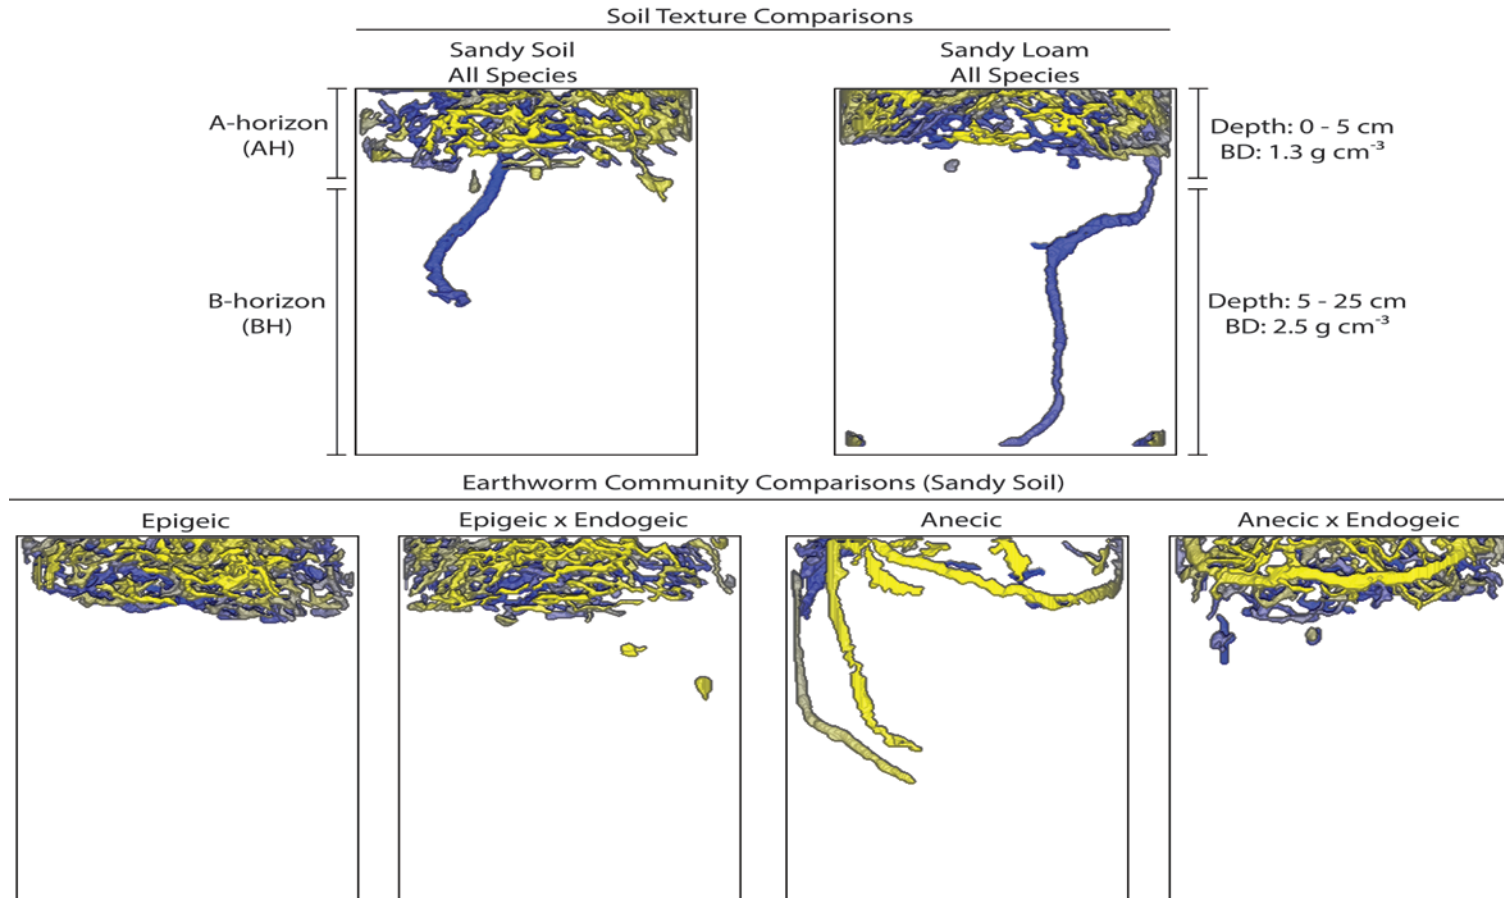 Soil Texture Comparisons
Sandy Soil
All Species
Sandy Loam
All Species
A-horizon
(AH)
Depth: 0 - 5 cm
BD: 1.3 g cm⁻³
B-horizon
(BH)
Depth: 5 - 25 cm
BD: 2.5 g cm⁻³
Earthworm Community Comparisons (Sandy Soil)
Epigeic
Epigeic x Endogeic
Anecic
Anecic x Endogeic